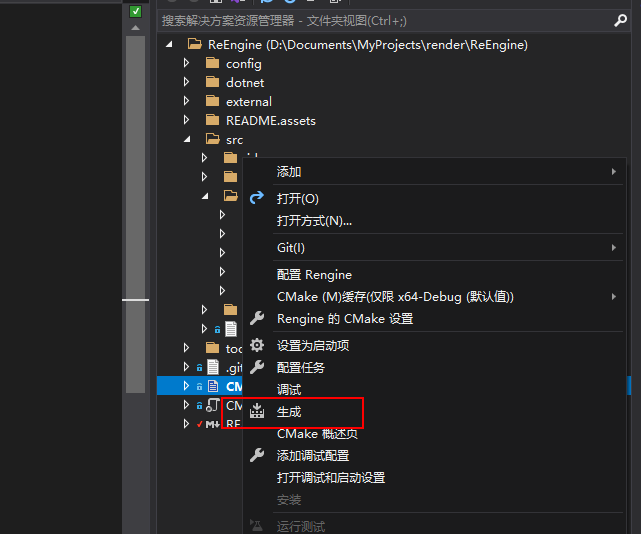 搜索解决方案资源管理器 - 文件夹视图(Ctrl+;)
ReEngine (D:\Documents\MyProjects\render\ReEngine)
config
dotnet
external
README.assets
src
添加
打开(O)
打开方式(N)...
Git(I)
配置 Rengine
CMake (M)缓存(仅限 x64-Debug (默认值))
Rengine 的 CMake 设置
设置为启动项
too
配置任务
.git
调试
CM
生成
CM
CMake 概述页
RE
添加调试配置
打开调试和启动设置
安装
运行测试